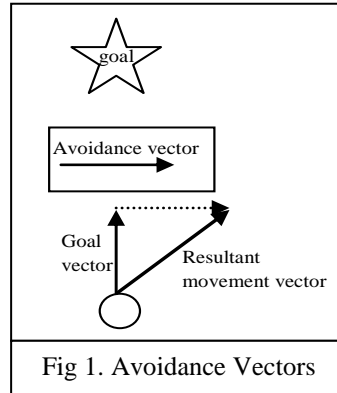 goal
Avoidance vector
Goal
vector
Resultant
movement vector
Fig 1. Avoidance Vectors